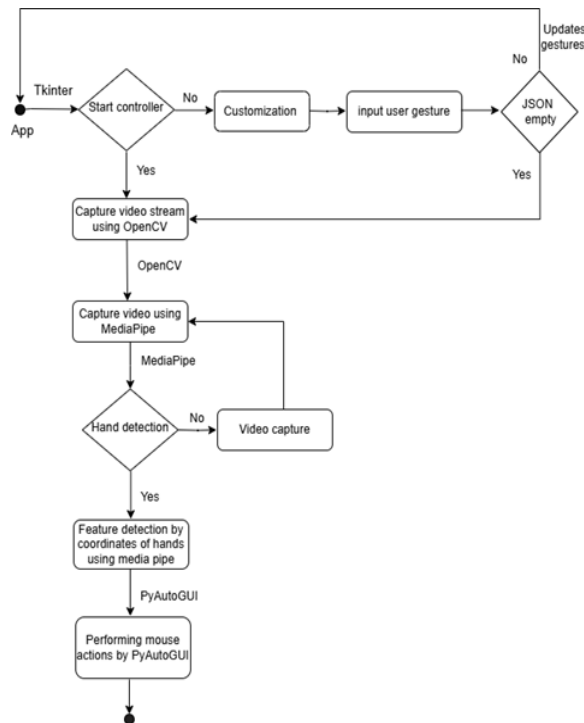 Updates
gestures
No
Tkinter
App
Start controller
No
Customization
input user gesture
JSON
empty
Yes
Yes
Capture video stream
using OpenCV
OpenCV
Capture video using
MediaPipe
MediaPipe
Hand detection
No
Video capture
Yes
Feature detection by
coordinates of hands
using media pipe
PyAutoGUI
Performing mouse
actions by PyAutoGUI